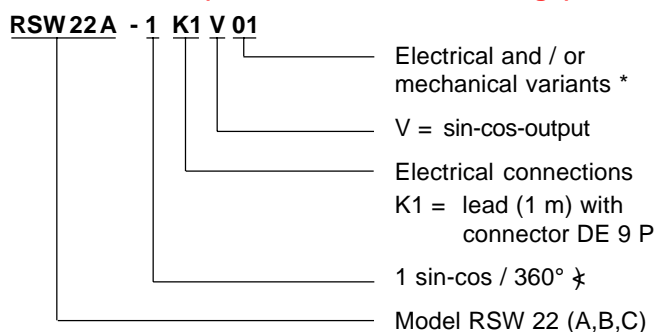 RSW 22 A - 1 K1 V 01
Electrical and / or
mechanical variants *
V = sin-cos-output
Electrical connections
K1 = lead (1 m) with
connector DE 9 P
1 sin-cos / 360° ∢
Model RSW 22 (A,B,C)